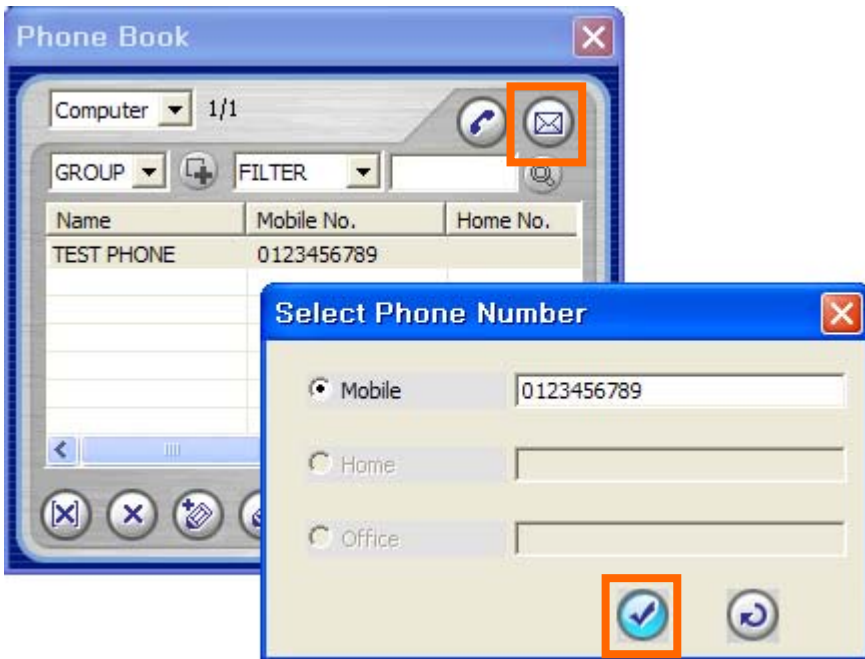 Phone Book
Computer 1/1
GROUP FILTER
Name Mobile No. Home No.
TEST PHONE 0123456789
Select Phone Number
Mobile 0123456789
Home
Office